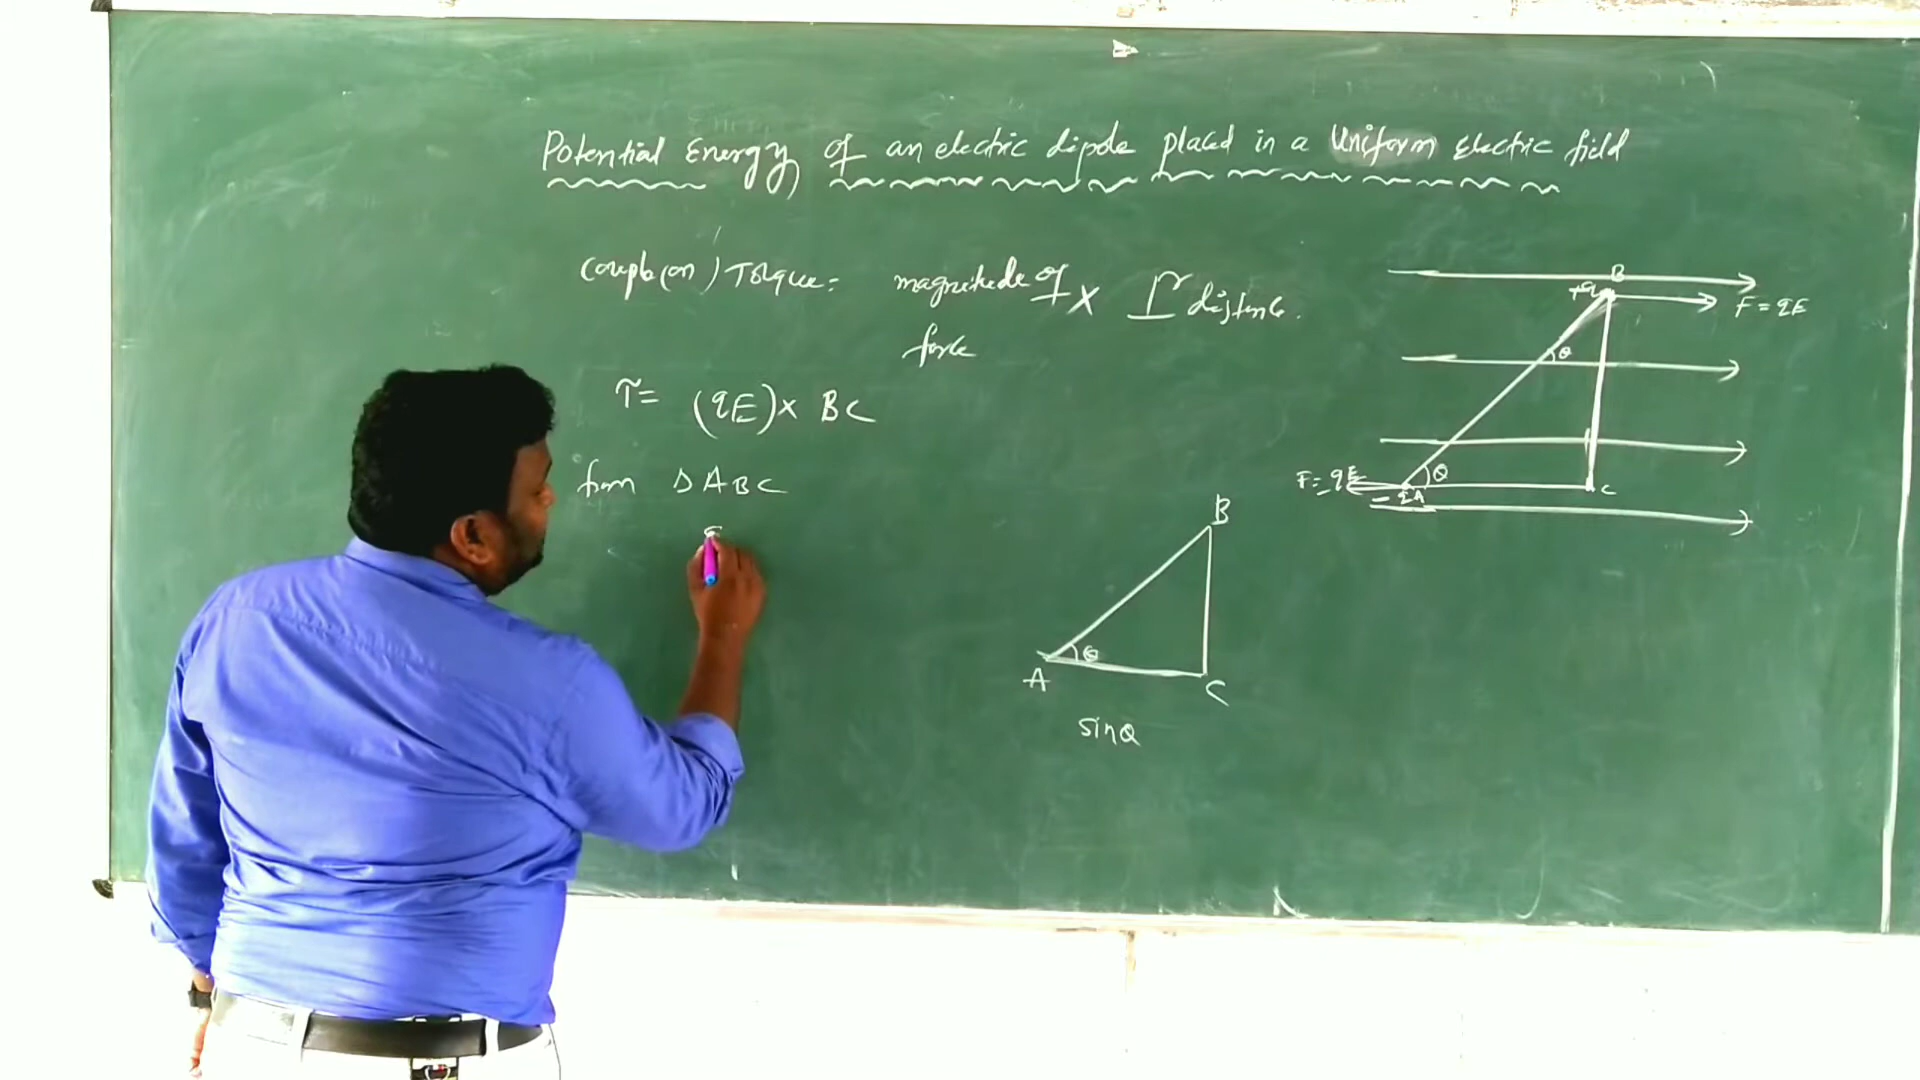 Potential Energy of an electric dipole placed in a Uniform Electric field
Couple (or) Torque = magnitude of force × ⊥r distance.
τ = (qE) × BC
from Δ ABC
B
θ
A
C
sinθ
B
+q
F = qE
θ
F = qE
θ
-q A
C